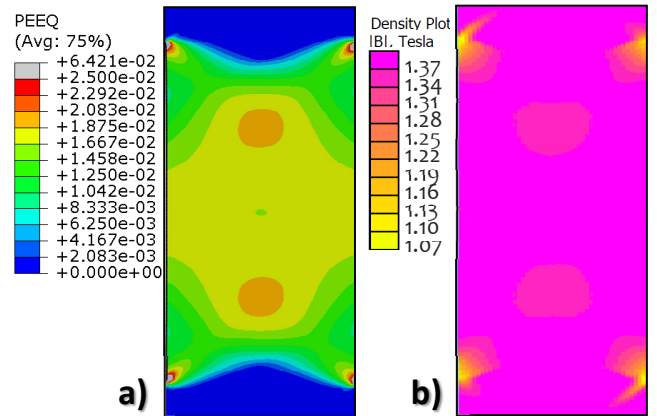 PEEQ
(Avg: 75%)
+6.421e-02
+2.500e-02
+2.292e-02
+2.083e-02
+1.875e-02
+1.667e-02
+1.458e-02
+1.250e-02
+1.042e-02
+8.333e-03
+6.250e-03
+4.167e-03
+2.083e-03
+0.000e+00
a)
Density Plot
|B|, Tesla
1.37
1.34
1.31
1.28
1.25
1.22
1.19
1.16
1.13
1.10
1.07
b)